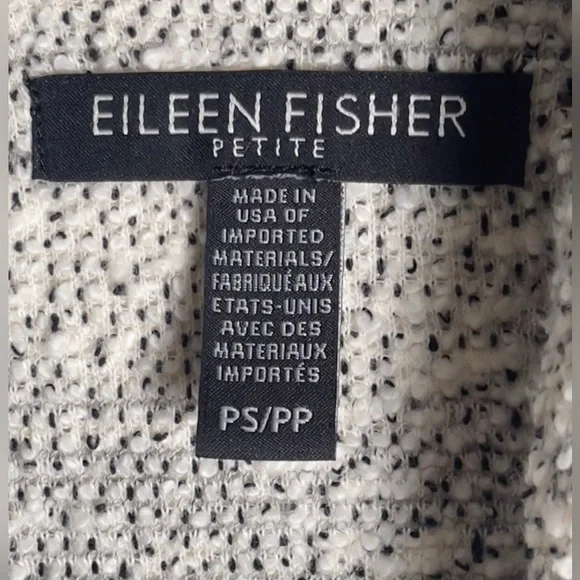 EILEEN FISHER
PETITE
MADE IN
USA OF
IMPORTED
MATERIALS/
FABRIQUÉ AUX
ETATS-UNIS
AVEC DES
MATERIAUX
IMPORTÉS
PS/PP